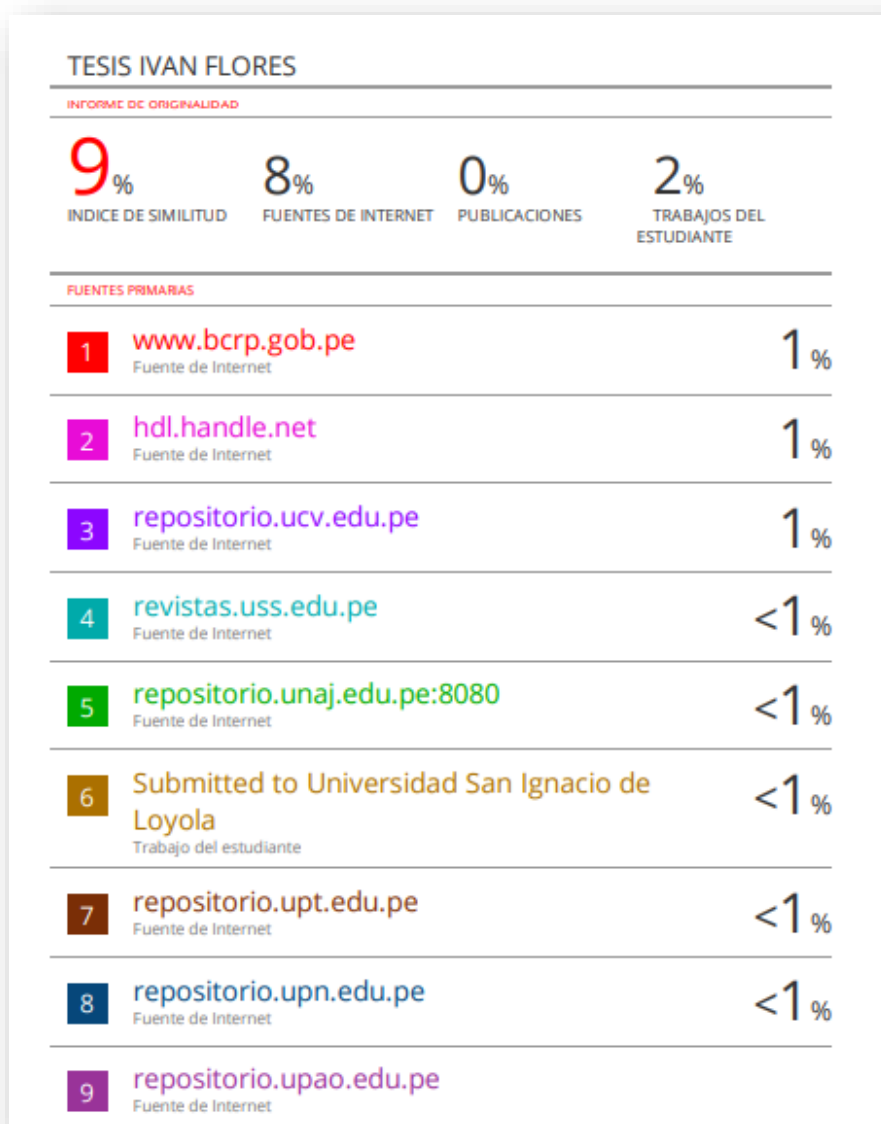 TESIS IVAN FLORES
INFORME DE ORIGINALIDAD
9%
8%
0%
2%
INDICE DE SIMILITUD
FUENTES DE INTERNET
PUBLICACIONES
TRABAJOS DEL
ESTUDIANTE
FUENTES PRIMARIAS
1
www.bcrp.gob.pe
Fuente de Internet
1%
2
hdl.handle.net
Fuente de Internet
1%
3
repositorio.ucv.edu.pe
Fuente de Internet
1%
4
revistas.uss.edu.pe
Fuente de Internet
<1%
5
repositorio.unaj.edu.pe:8080
Fuente de Internet
<1%
6
Submitted to Universidad San Ignacio de
Loyola
Trabajo del estudiante
<1%
7
repositorio.upt.edu.pe
Fuente de Internet
<1%
8
repositorio.upn.edu.pe
Fuente de Internet
<1%
9
repositorio.upao.edu.pe
Fuente de Internet